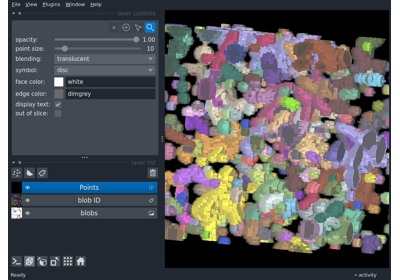 File View Plugins Window Help
layer controls
opacity: 1.00
point size: 10
blending: translucent
symbol: disc
face color: white
edge color: dimgrey
display text:
out of slice:
layer list
Points
blob ID
blobs
Ready
activity